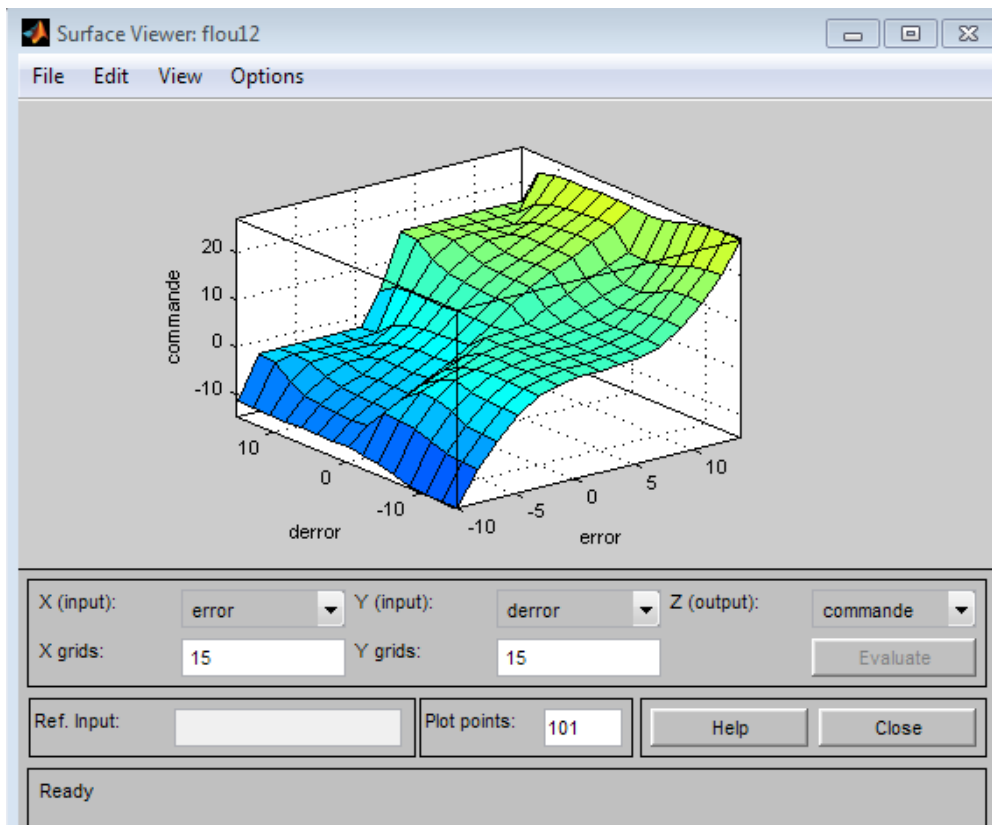 Surface Viewer: flou12
File Edit View Options
20
10
0
-10
commande
10
0
-10
derror
-10
-5
0
5
10
error
X (input): error Y (input): derror Z (output): commande
X grids: 15 Y grids: 15 Evaluate
Ref. Input: Plot points: 101 Help Close
Ready